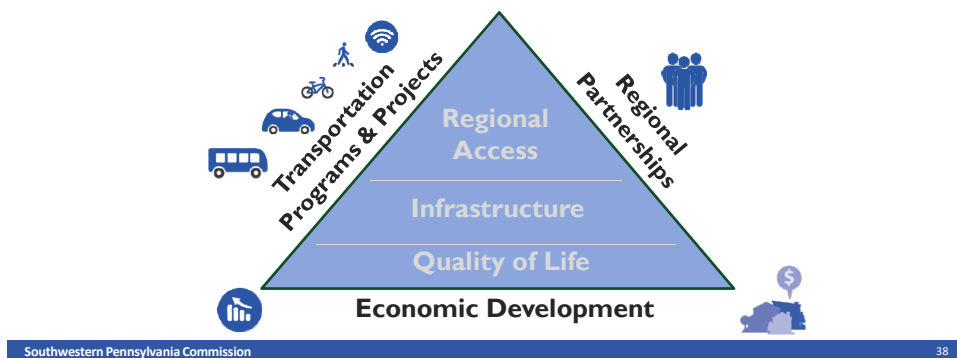 Transportation
Programs & Projects
Regional
Partnerships
Regional
Access
Infrastructure
Quality of Life
$
Economic Development
Southwestern Pennsylvania Commission
38